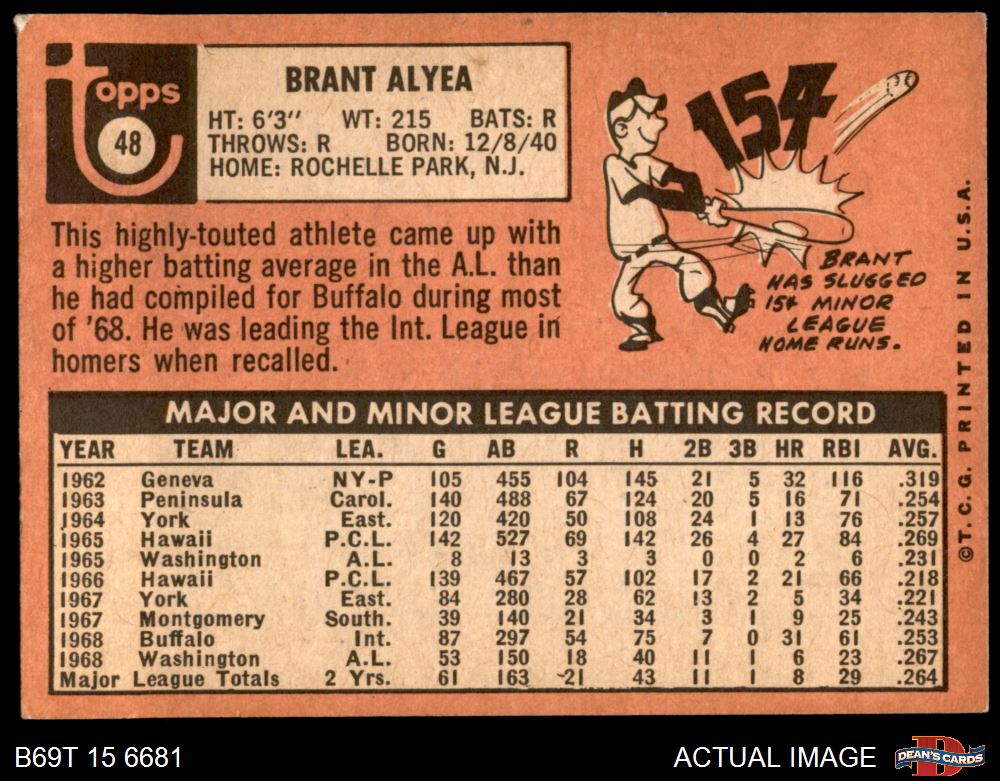 Topps
48
BRANT ALYEA
HT: 6'3" WT: 215 BATS: R
THROWS: R BORN: 12/8/40
HOME: ROCHELLE PARK, N.J.
This highly-touted athlete came up with
a higher batting average in the A.L. than
he had compiled for Buffalo during most
of '68. He was leading the Int. League in
homers when recalled.
154
BRANT
HAS SLUGGED
154 MINOR
LEAGUE
HOME RUNS.
©T.C.G. PRINTED IN U.S.A.
MAJOR AND MINOR LEAGUE BATTING RECORD
YEAR TEAM LEA. G AB R H 2B 3B HR RBI AVG.
1962 Geneva NY-P 105 455 104 145 21 5 32 116 .319
1963 Peninsula Carol. 140 488 67 124 20 5 16 71 .254
1964 York East. 120 420 50 108 24 1 13 76 .257
1965 Hawaii P.C.L. 142 527 69 142 26 4 27 84 .269
1965 Washington A.L. 8 13 3 3 0 0 2 6 .231
1966 Hawaii P.C.L. 139 467 57 102 17 2 21 66 .218
1967 York East. 84 280 28 62 13 2 5 34 .221
1967 Montgomery South. 39 140 21 34 3 1 9 25 .243
1968 Buffalo Int. 87 297 54 75 7 0 31 61 .253
1968 Washington A.L. 53 150 18 40 11 1 6 23 .267
Major League Totals 2 Yrs. 61 163 21 43 11 1 8 29 .264
B69T 15 6681
ACTUAL IMAGE
DEAN'S CARDS